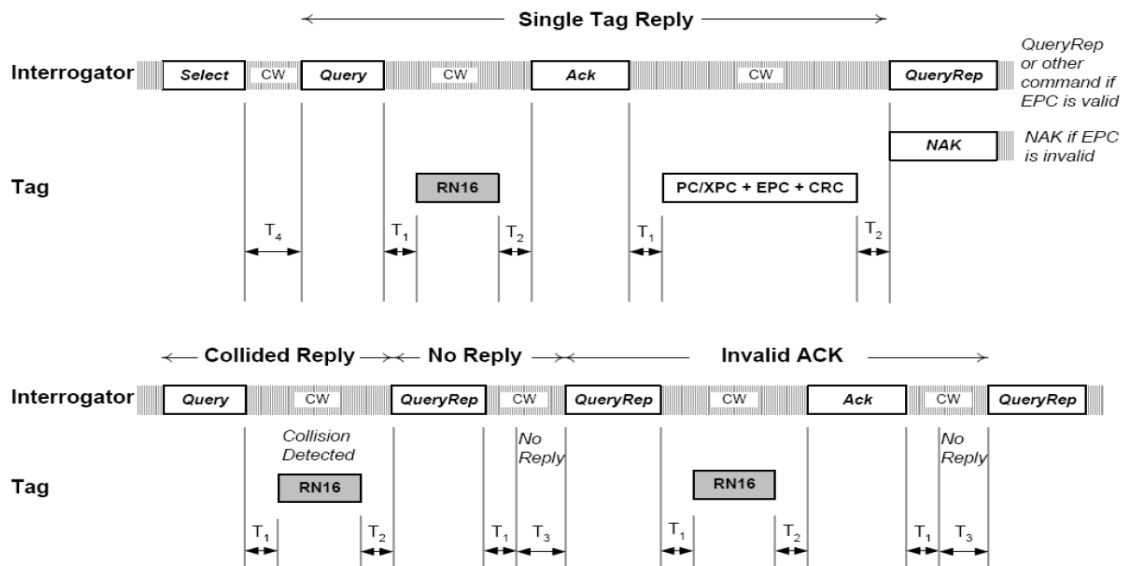 Single Tag Reply
Interrogator
Select
CW
Query
CW
Ack
CW
QueryRep
QueryRep
or other
command if
EPC is valid
NAK
NAK if EPC
is invalid
Tag
RN16
PC/XPC + EPC + CRC
T4
T1
T2
T1
T2
Collided Reply
No Reply
Invalid ACK
Interrogator
Query
CW
QueryRep
CW
QueryRep
CW
Ack
CW
QueryRep
Collision
Detected
No
Reply
No
Reply
Tag
RN16
RN16
T1
T2
T1
T3
T1
T2
T1
T3